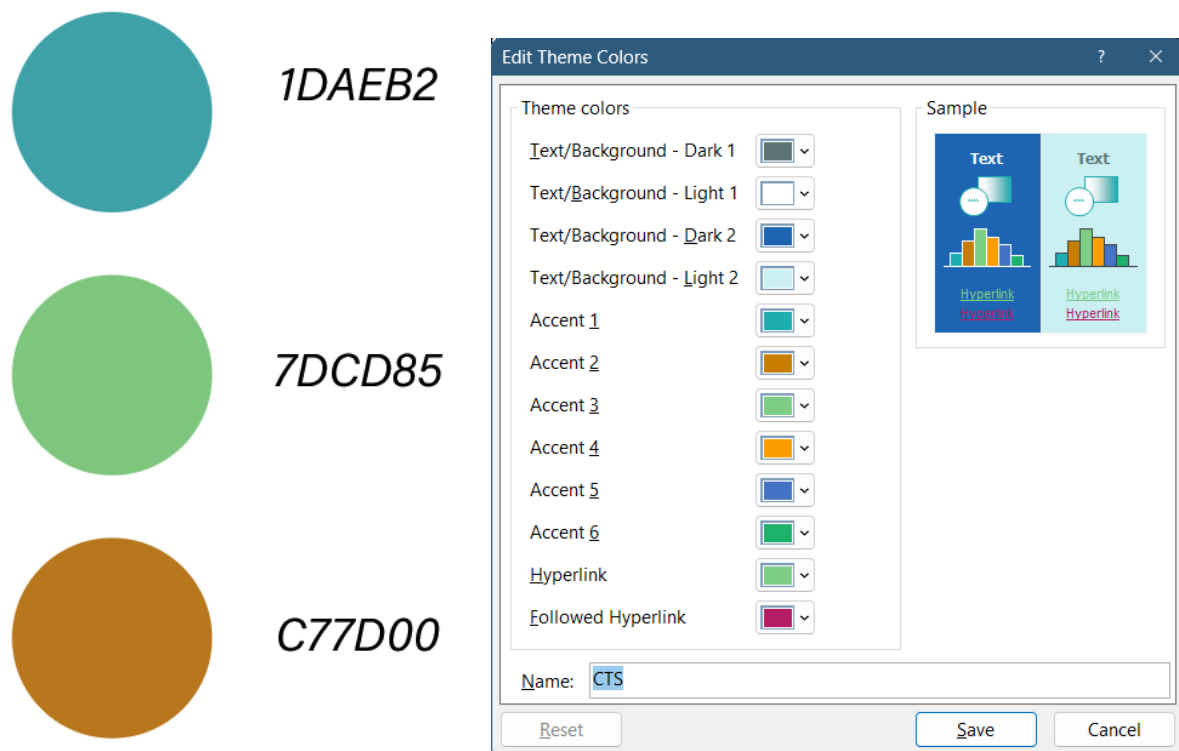 1DAEB2
7DCD85
C77D00
Edit Theme Colors
?
Theme colors
Text/Background - Dark 1
Text/Background - Light 1
Text/Background - Dark 2
Text/Background - Light 2
Accent 1
Accent 2
Accent 3
Accent 4
Accent 5
Accent 6
Hyperlink
Followed Hyperlink
Sample
Text Text
Hyperlink Hyperlink
Hyperlink Hyperlink
Name: CTS
Reset Save Cancel